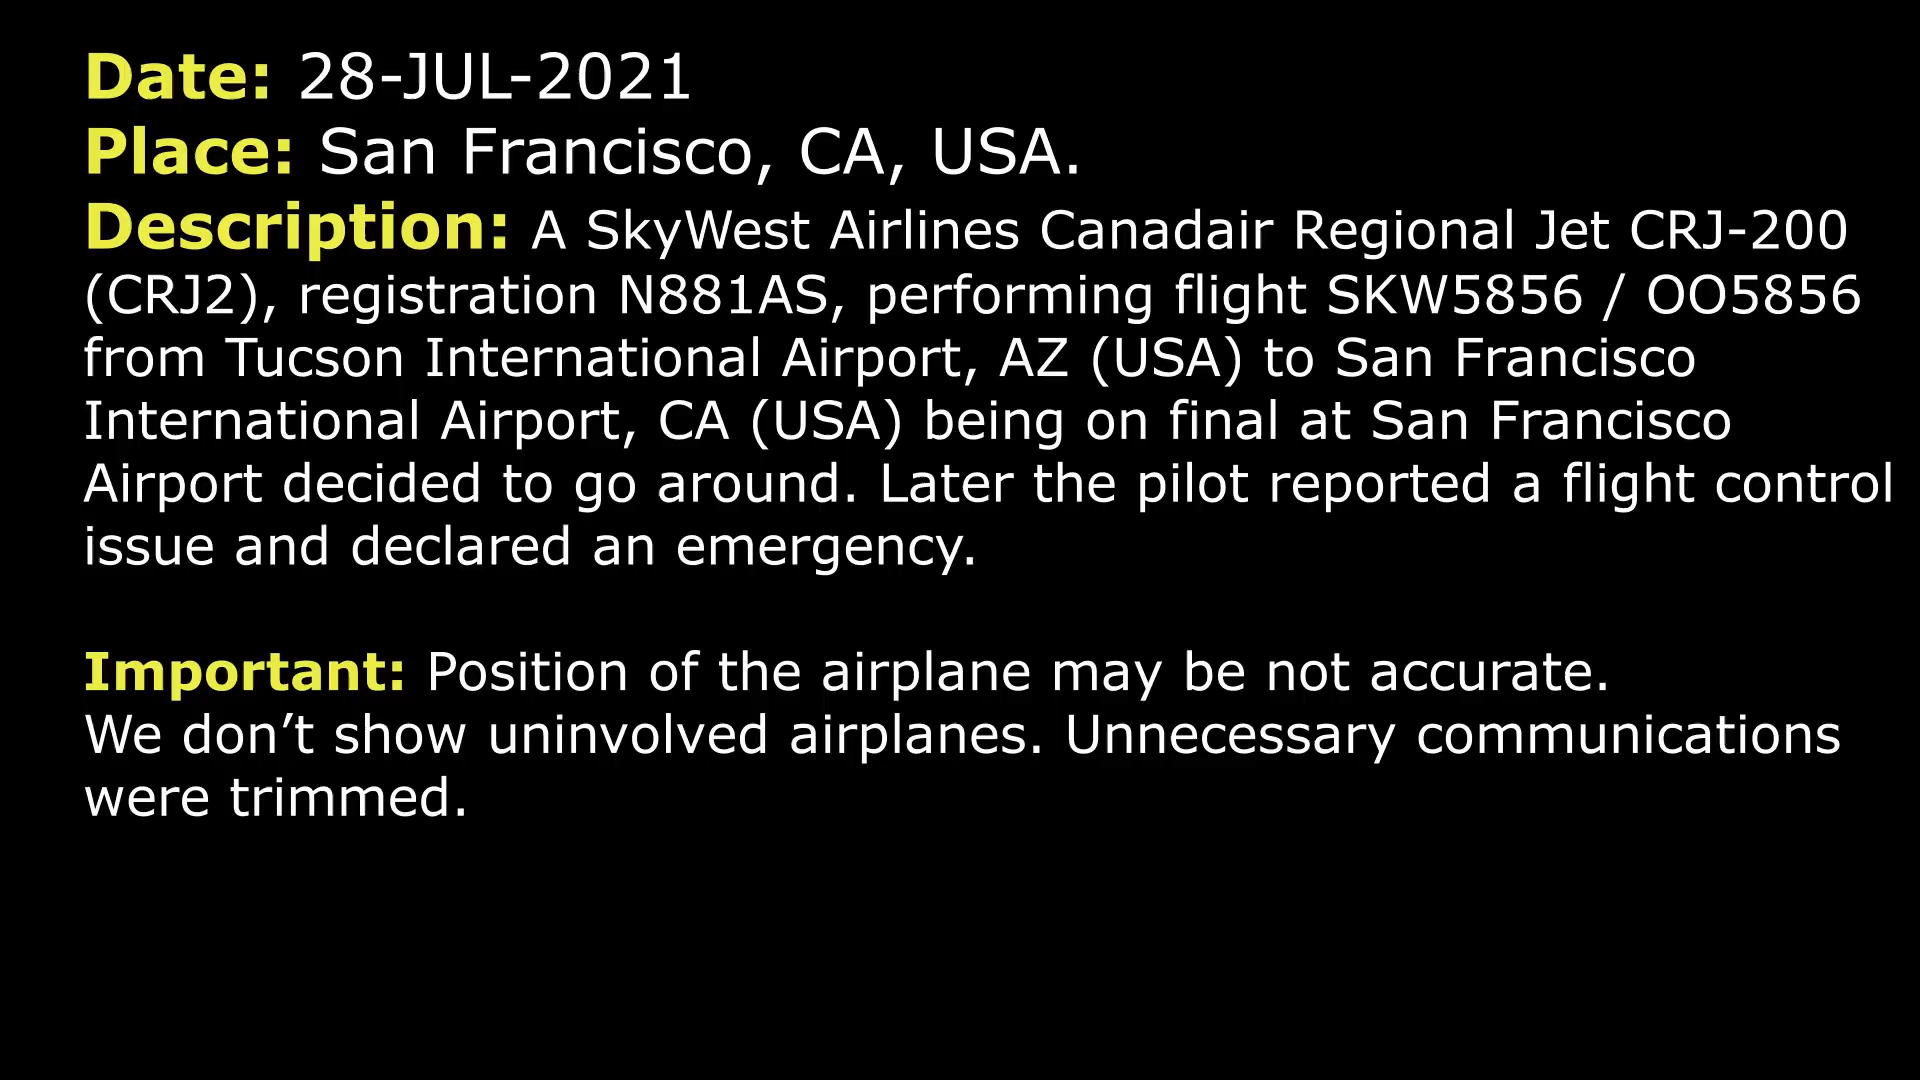 Date: 28-JUL-2021
Place: San Francisco, CA, USA.
Description: A SkyWest Airlines Canadair Regional Jet CRJ-200
(CRJ2), registration N881AS, performing flight SKW5856 / OO5856
from Tucson International Airport, AZ (USA) to San Francisco
International Airport, CA (USA) being on final at San Francisco
Airport decided to go around. Later the pilot reported a flight control
issue and declared an emergency.
Important: Position of the airplane may be not accurate.
We don’t show uninvolved airplanes. Unnecessary communications
were trimmed.